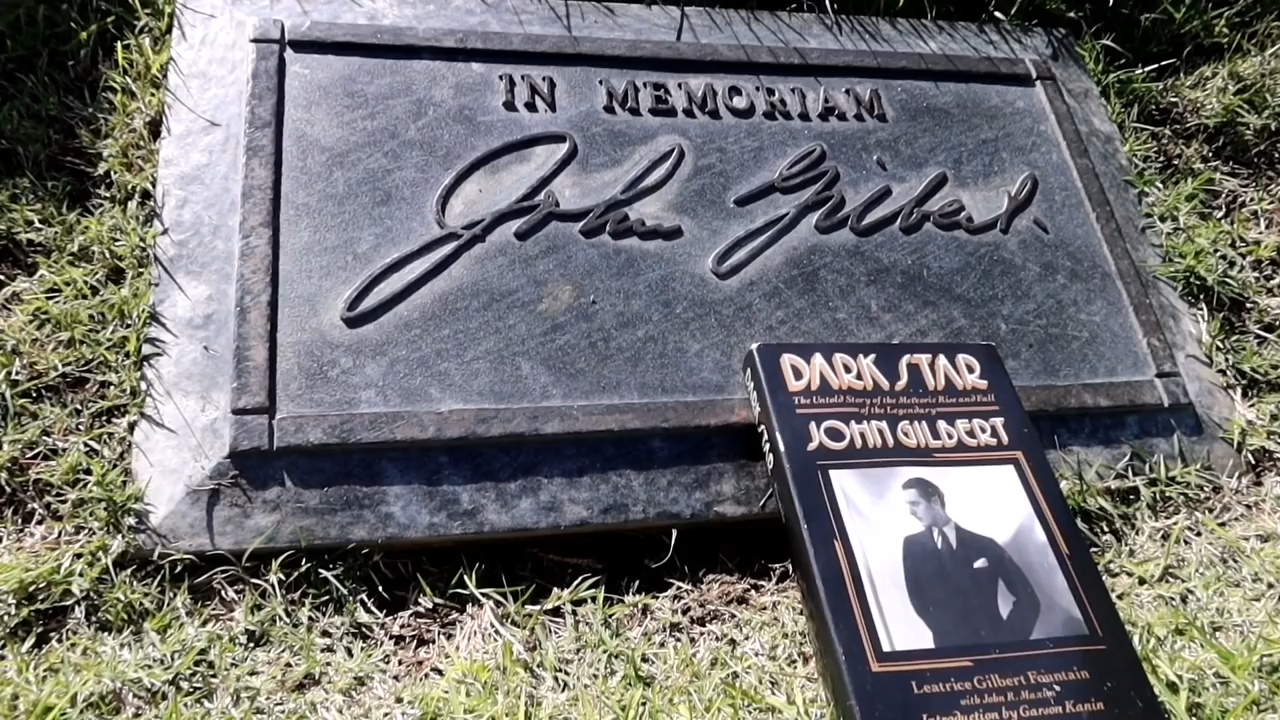 IN MEMORIAM
John Gilbert
DARK STAR
The Untold Story of the Meteoric Rise and Fall
of the Legendary
JOHN GILBERT
Leatrice Gilbert Fountain
with John R. Maxim
Introduction by Garson Kanin
DARK STAR